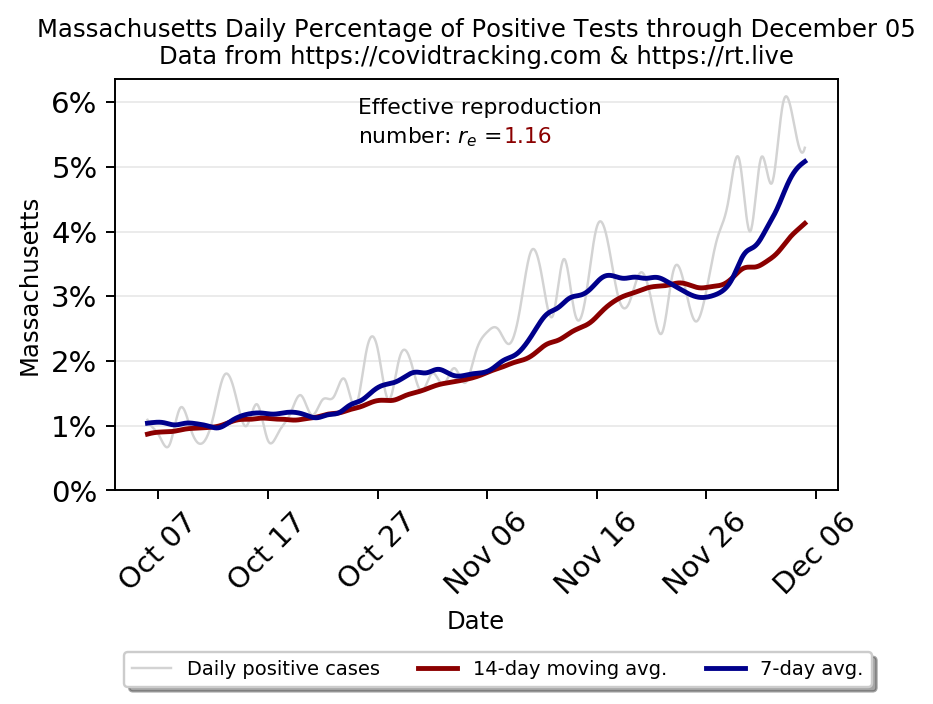 Massachusetts Daily Percentage of Positive Tests through December 05
Data from https://covidtracking.com & https://rt.live
Effective reproduction
number: rₑ =1.16
6%
5%
4%
3%
2%
1%
0%
Massachusetts
Oct 07
Oct 17
Oct 27
Nov 06
Nov 16
Nov 26
Dec 06
Date
Daily positive cases
14-day moving avg.
7-day avg.